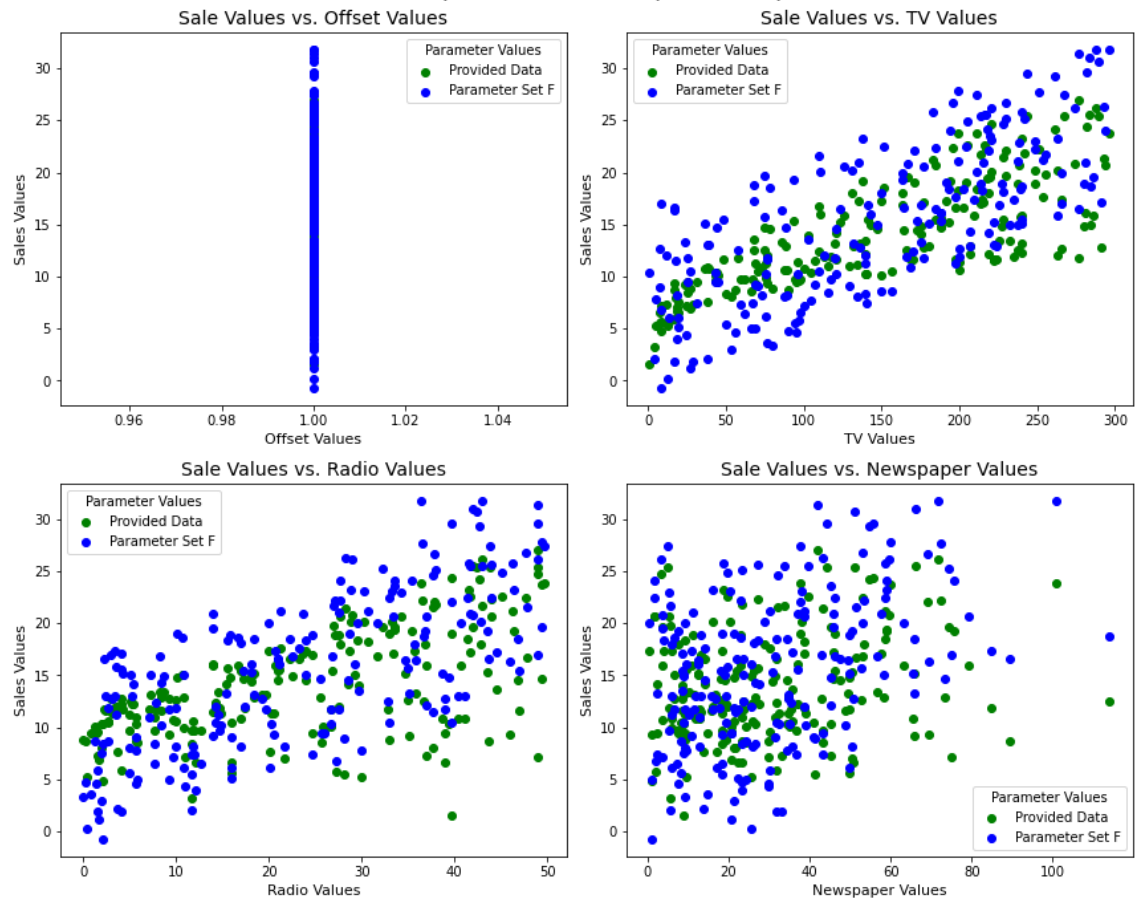 Sale Values vs. Offset Values
Parameter Values
Provided Data
Parameter Set F
Sales Values
30
25
20
15
10
5
0
0.96 0.98 1.00 1.02 1.04
Offset Values
Sale Values vs. TV Values
Parameter Values
Provided Data
Parameter Set F
Sales Values
30
25
20
15
10
5
0
0 50 100 150 200 250 300
TV Values
Sale Values vs. Radio Values
Parameter Values
Provided Data
Parameter Set F
Sales Values
30
25
20
15
10
5
0
0 10 20 30 40 50
Radio Values
Sale Values vs. Newspaper Values
Sales Values
30
25
20
15
10
5
0
Parameter Values
Provided Data
Parameter Set F
0 20 40 60 80 100
Newspaper Values